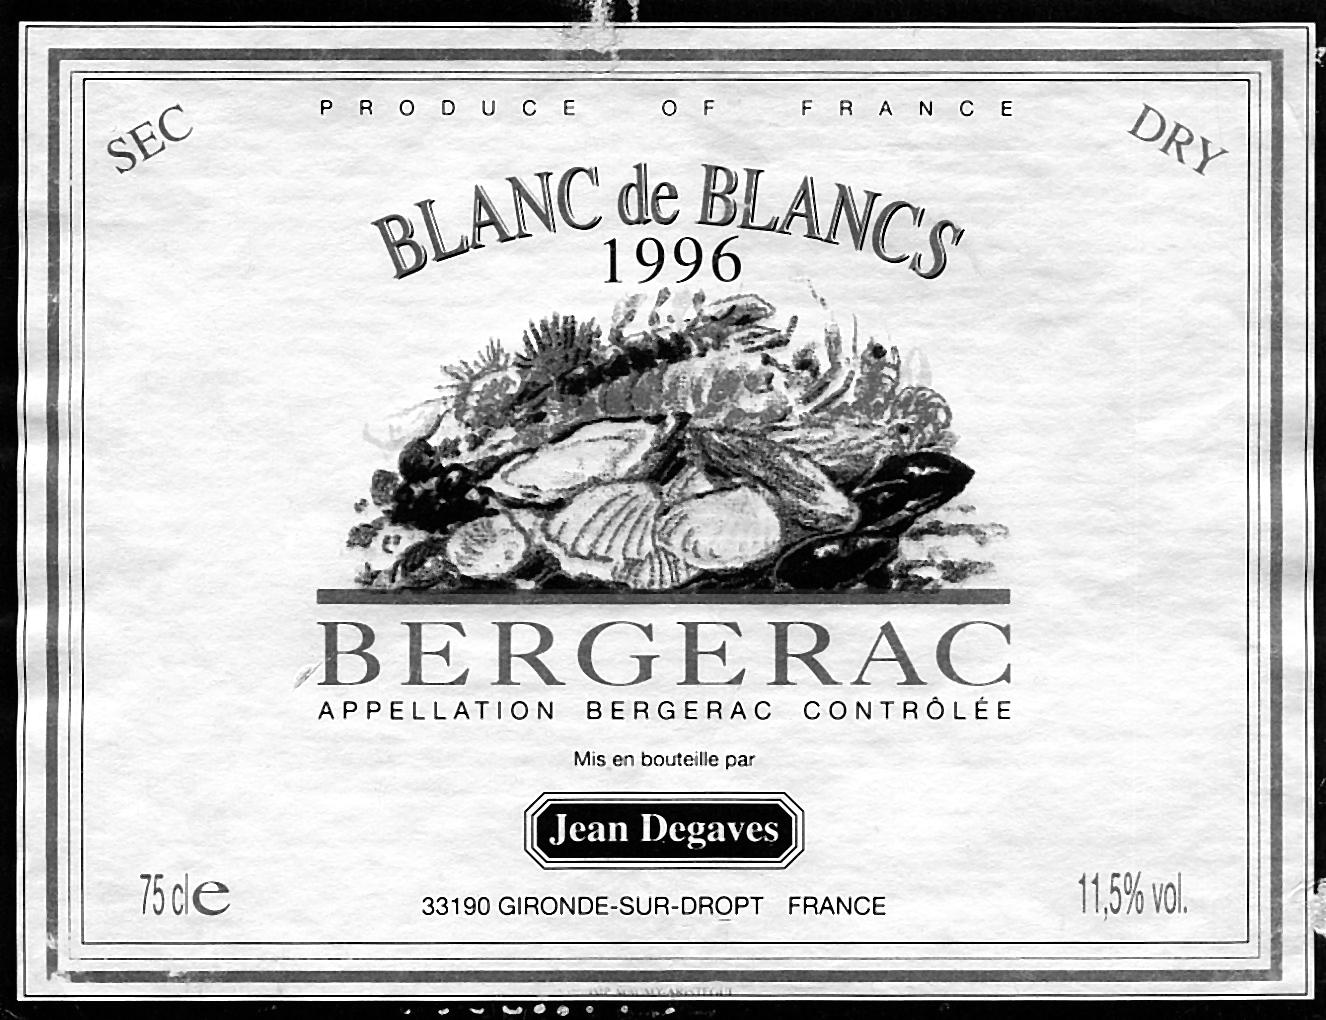 PRODUCE OF FRANCE
SEC
DRY
BLANC de BLANCS
1996
BERGERAC
APPELLATION BERGERAC CONTRÔLÉE
Mis en bouteille par
Jean Degaves
75 cl e
33190 GIRONDE-SUR-DROPT FRANCE
11,5% vol.